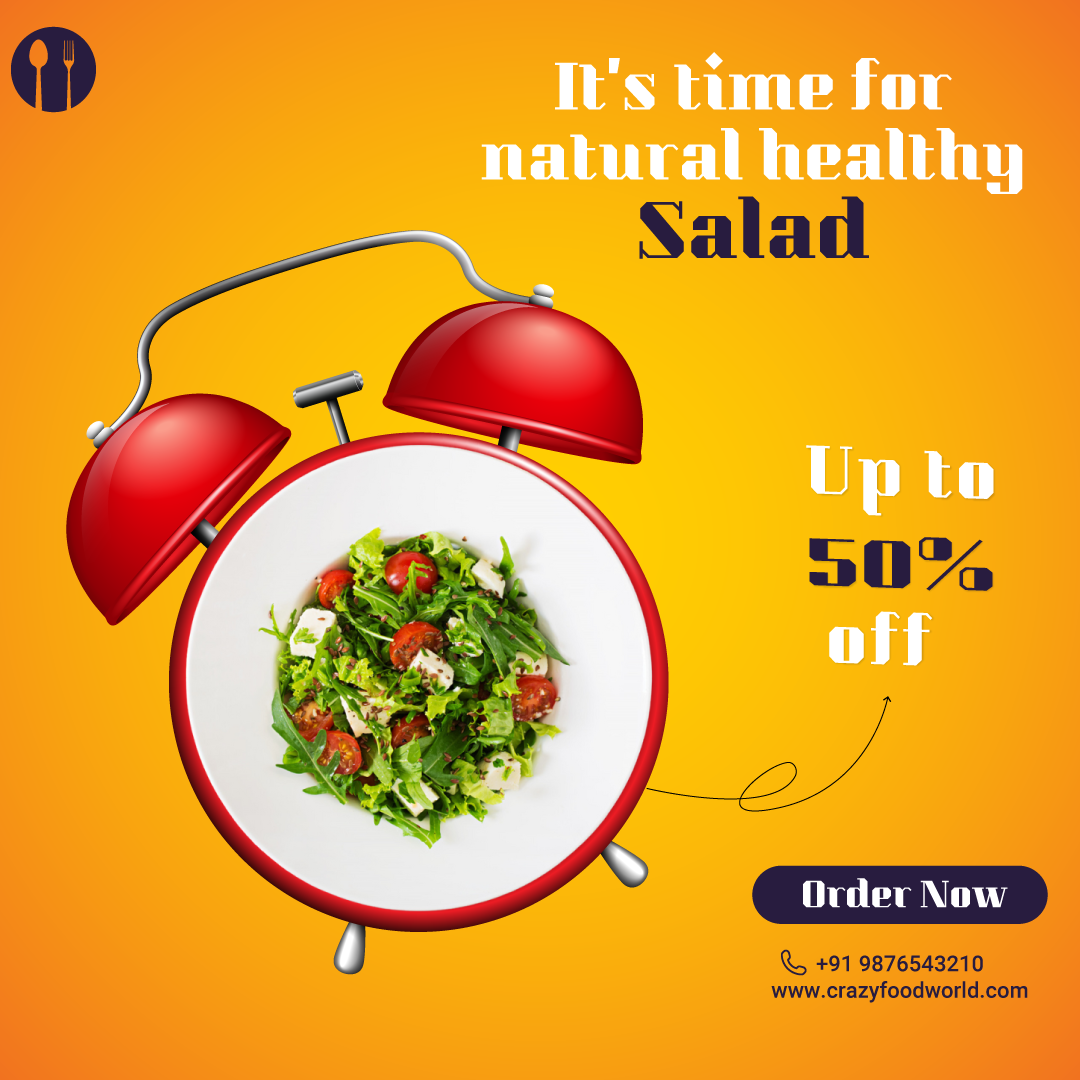 It's time for
natural healthy
Salad
Up to
50%
off
Order Now
+91 9876543210
www.crazyfoodworld.com